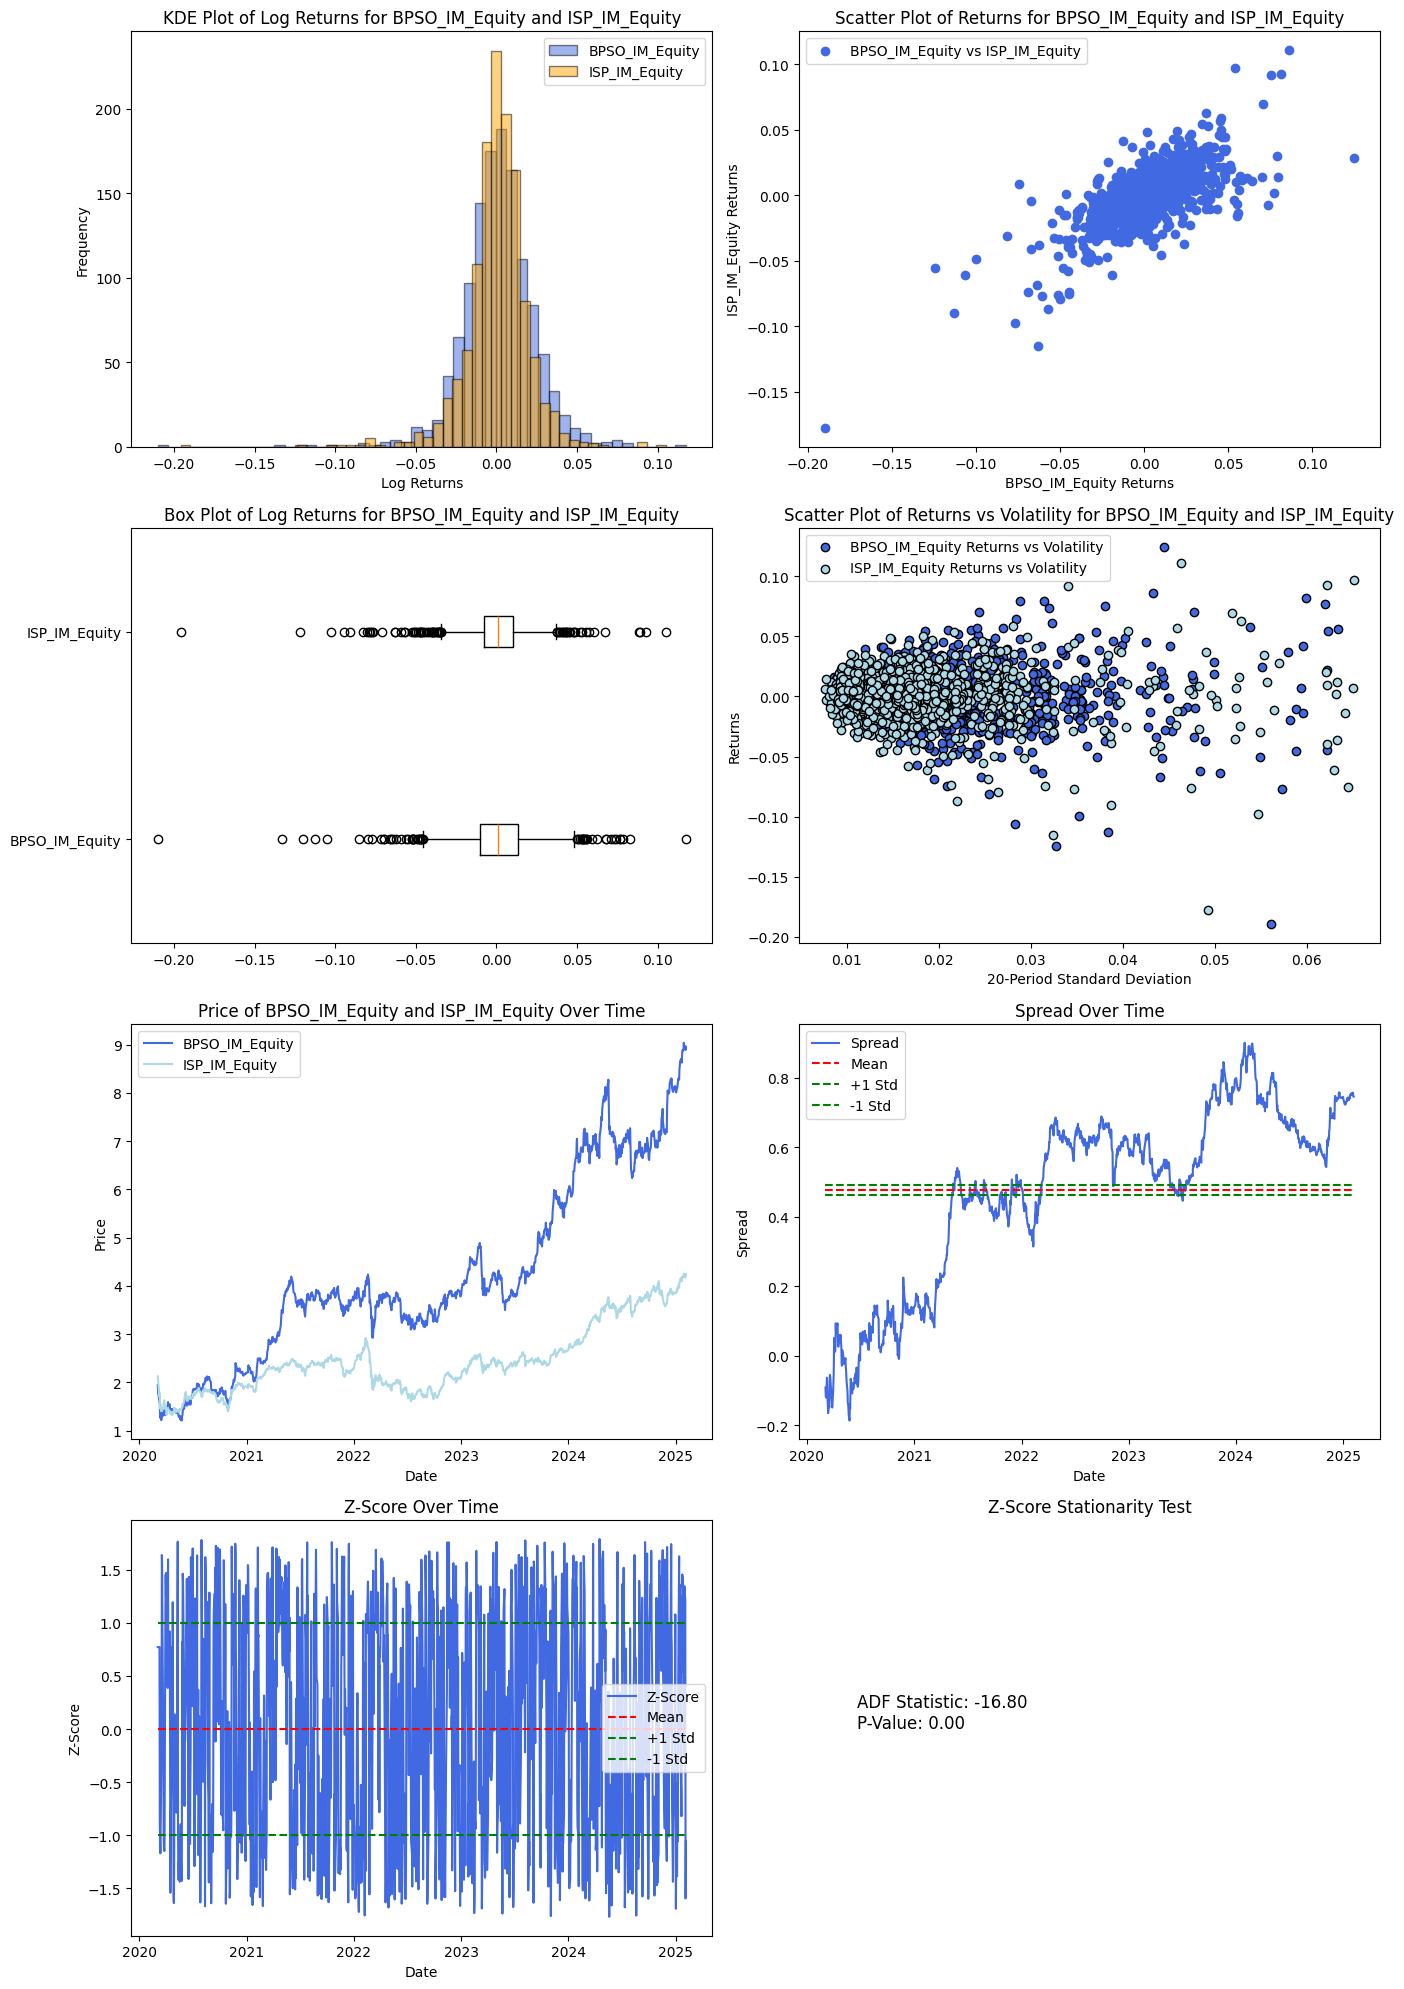 KDE Plot of Log Returns for BPSO_IM_Equity and ISP_IM_Equity
BPSO_IM_Equity
ISP_IM_Equity
200
150
100
50
0
Frequency
−0.20 −0.15 −0.10 −0.05 0.00 0.05 0.10
Log Returns
Scatter Plot of Returns for BPSO_IM_Equity and ISP_IM_Equity
BPSO_IM_Equity vs ISP_IM_Equity
0.10
0.05
0.00
−0.05
−0.10
−0.15
ISP_IM_Equity Returns
−0.20 −0.15 −0.10 −0.05 0.00 0.05 0.10
BPSO_IM_Equity Returns
Box Plot of Log Returns for BPSO_IM_Equity and ISP_IM_Equity
ISP_IM_Equity
BPSO_IM_Equity
−0.20 −0.15 −0.10 −0.05 0.00 0.05 0.10
Scatter Plot of Returns vs Volatility for BPSO_IM_Equity and ISP_IM_Equity
BPSO_IM_Equity Returns vs Volatility
ISP_IM_Equity Returns vs Volatility
0.10
0.05
0.00
−0.05
−0.10
−0.15
−0.20
Returns
0.01 0.02 0.03 0.04 0.05 0.06
20-Period Standard Deviation
Price of BPSO_IM_Equity and ISP_IM_Equity Over Time
BPSO_IM_Equity
ISP_IM_Equity
9
8
7
6
5
4
3
2
1
Price
2020 2021 2022 2023 2024 2025
Date
Spread Over Time
Spread
Mean
+1 Std
-1 Std
0.8
0.6
0.4
0.2
0.0
−0.2
Spread
2020 2021 2022 2023 2024 2025
Date
Z-Score Over Time
1.5
1.0
0.5
0.0
−0.5
−1.0
−1.5
Z-Score
Z-Score
Mean
+1 Std
-1 Std
2020 2021 2022 2023 2024 2025
Date
Z-Score Stationarity Test
ADF Statistic: -16.80
P-Value: 0.00